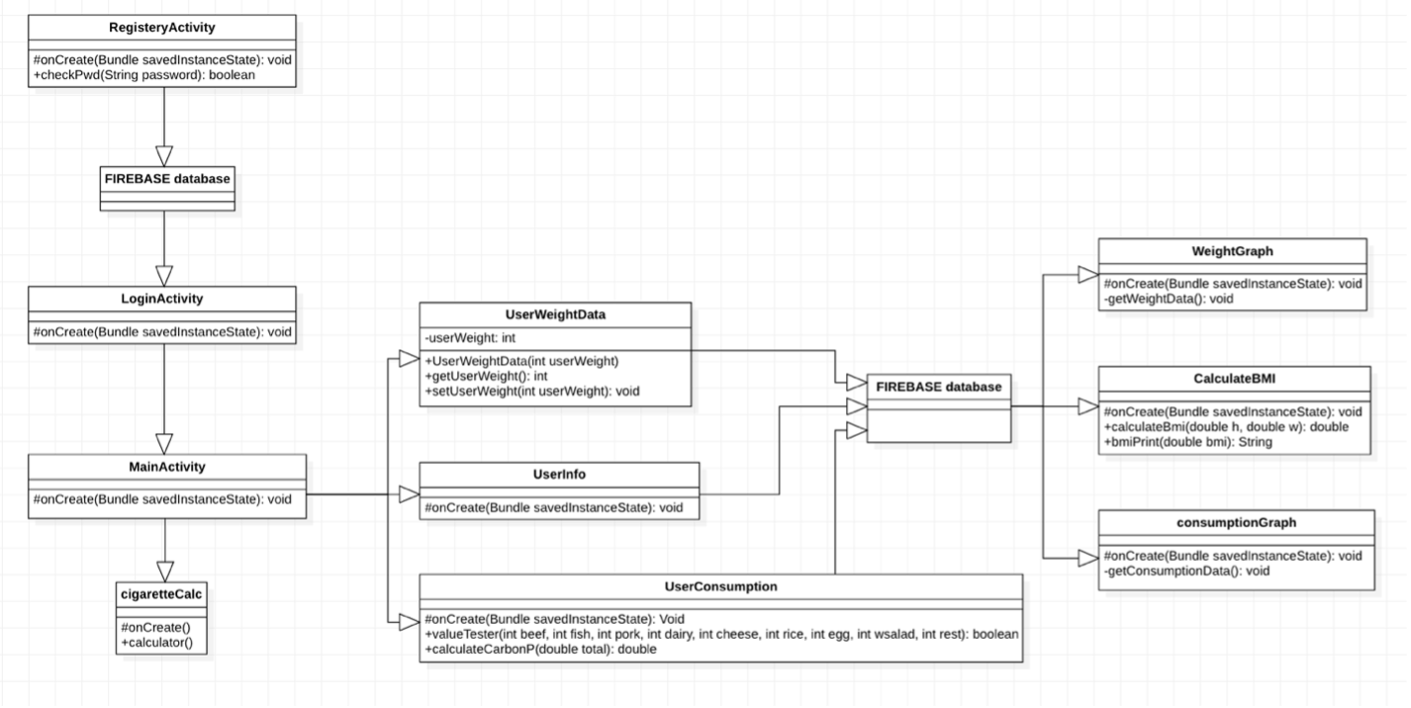 RegisteryActivity
#onCreate(Bundle savedInstanceState): void
+checkPwd(String password): boolean
FIREBASE database
LoginActivity
#onCreate(Bundle savedInstanceState): void
MainActivity
#onCreate(Bundle savedInstanceState): void
cigaretteCalc
#onCreate()
+calculator()
UserWeightData
-userWeight: int
+UserWeightData(int userWeight)
+getUserWeight(): int
+setUserWeight(int userWeight): void
UserInfo
#onCreate(Bundle savedInstanceState): void
UserConsumption
#onCreate(Bundle savedInstanceState): Void
+valueTester(int beef, int fish, int pork, int dairy, int cheese, int rice, int egg, int wsalad, int rest): boolean
+calculateCarbonP(double total): double
FIREBASE database
WeightGraph
#onCreate(Bundle savedInstanceState): void
-getWeightData(): void
CalculateBMI
#onCreate(Bundle savedInstanceState): void
+calculateBmi(double h, double w): double
+bmiPrint(double bmi): String
consumptionGraph
#onCreate(Bundle savedInstanceState): void
-getConsumptionData(): void